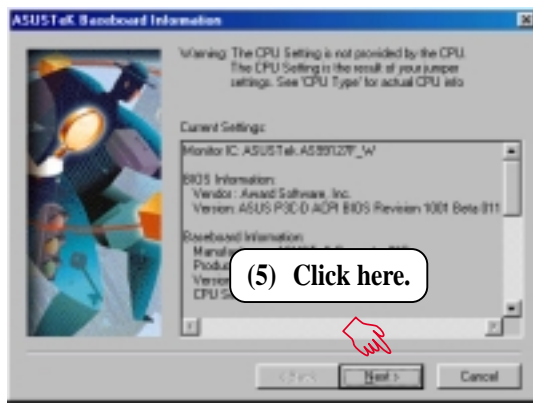 ASUSTeK Baseboard Information
Warning: The CPU Setting is not provided by the CPU.
The CPU Setting is the result of your jumper
settings. See 'CPU Type' for actual CPU info
Current Settings:
Monitor IC: ASUSTek AS99127F_W
BIOS Information:
Vendor: Award Software, Inc.
Version: ASUS P3C-D ACPI BIOS Revision 1001 Beta 011
Baseboard Information:
CPU
(5) Click here.
< Back
Next >
Cancel